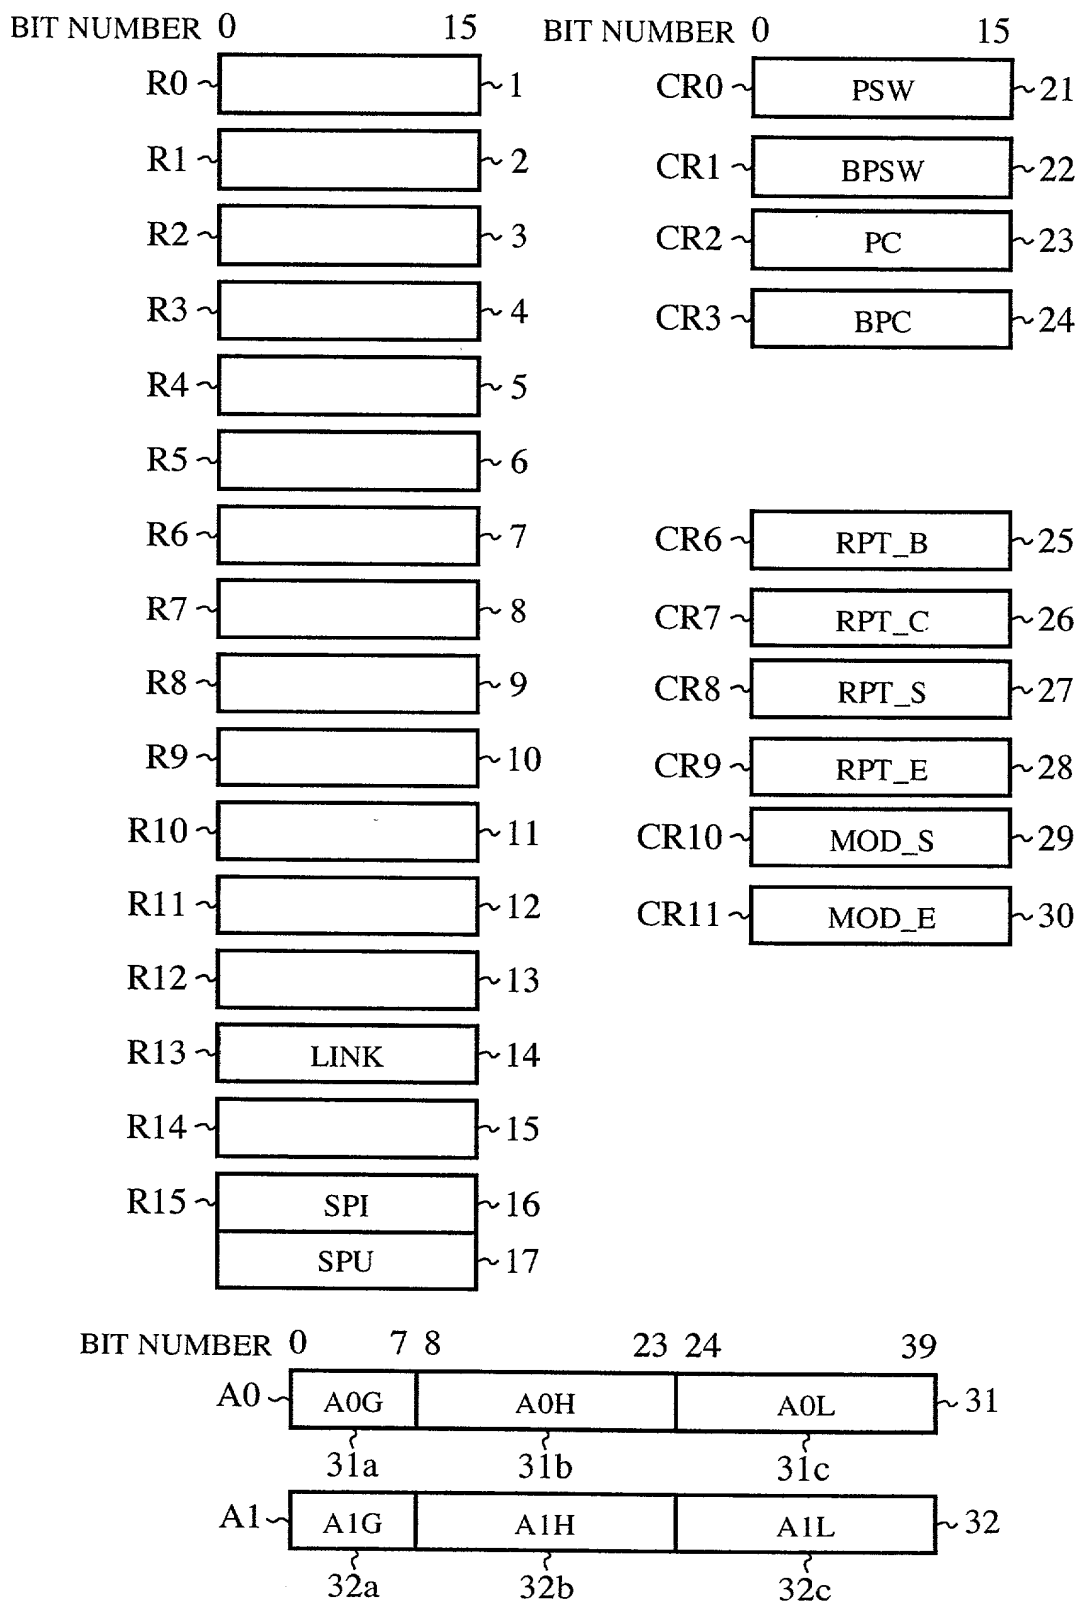 BIT NUMBER 0 15
R0 1
R1 2
R2 3
R3 4
R4 5
R5 6
R6 7
R7 8
R8 9
R9 10
R10 11
R11 12
R12 13
R13 LINK 14
R14 15
R15 SPI 16
SPU 17
BIT NUMBER 0 15
CR0 PSW 21
CR1 BPSW 22
CR2 PC 23
CR3 BPC 24
CR6 RPT_B 25
CR7 RPT_C 26
CR8 RPT_S 27
CR9 RPT_E 28
CR10 MOD_S 29
CR11 MOD_E 30
BIT NUMBER 0 7 8 23 24 39
A0 A0G A0H A0L 31
31a 31b 31c
A1 A1G A1H A1L 32
32a 32b 32c